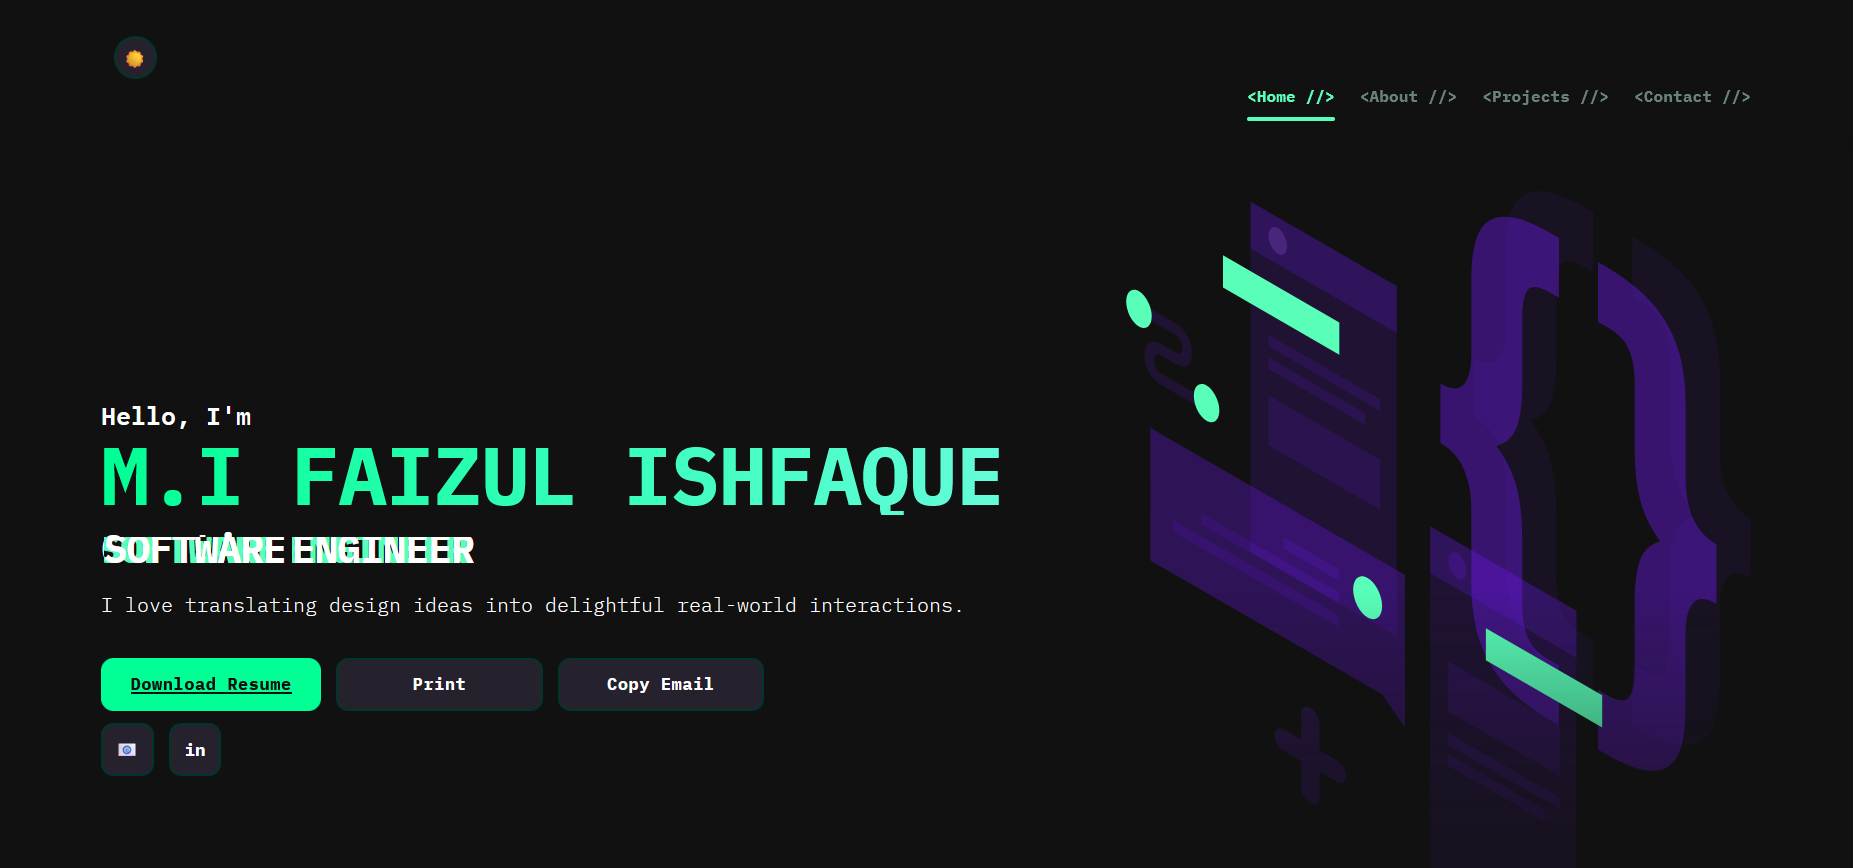 <Home //> <About //> <Projects //> <Contact //>
Hello, I'm
M.I FAIZUL ISHFAQUE
SOFTWARE ENGINEER
I love translating design ideas into delightful real-world interactions.
Download Resume Print Copy Email
in